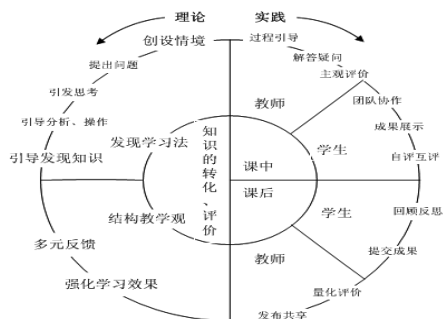 理论
实践
创设情境
提出问题
引发思考
引导分析、操作
引导发现知识
发现学习法
结构教学观
多元反馈
强化学习效果
知识的转化、评价
过程引导
解答疑问
主观评价
教师
团队协作
成果展示
自评互评
学生
课中
课后
学生
回顾反思
提交成果
教师
量化评价
发布共享